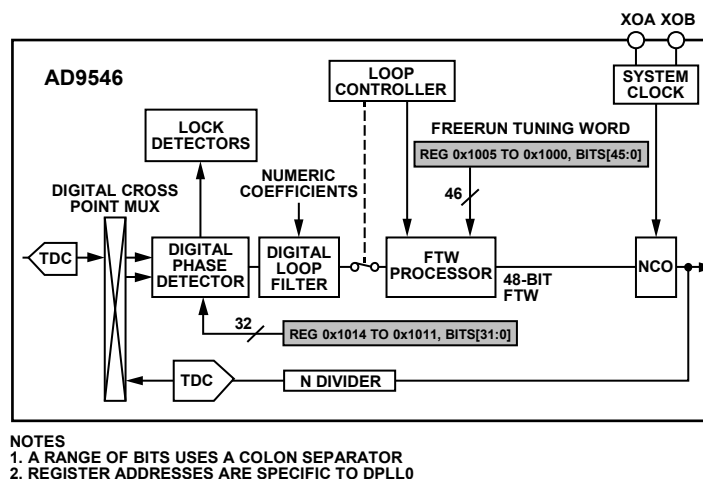 XOA XOB
AD9546
LOOP
CONTROLLER
SYSTEM
CLOCK
LOCK
DETECTORS
FREERUN TUNING WORD
REG 0x1005 TO 0x1000, BITS[45:0]
NUMERIC
COEFFICIENTS
46
DIGITAL CROSS
POINT MUX
TDC
DIGITAL
PHASE
DETECTOR
DIGITAL
LOOP
FILTER
FTW
PROCESSOR
48-BIT
FTW
NCO
32
REG 0x1014 TO 0x1011, BITS[31:0]
TDC
N DIVIDER
NOTES
1. A RANGE OF BITS USES A COLON SEPARATOR
2. REGISTER ADDRESSES ARE SPECIFIC TO DPLL0